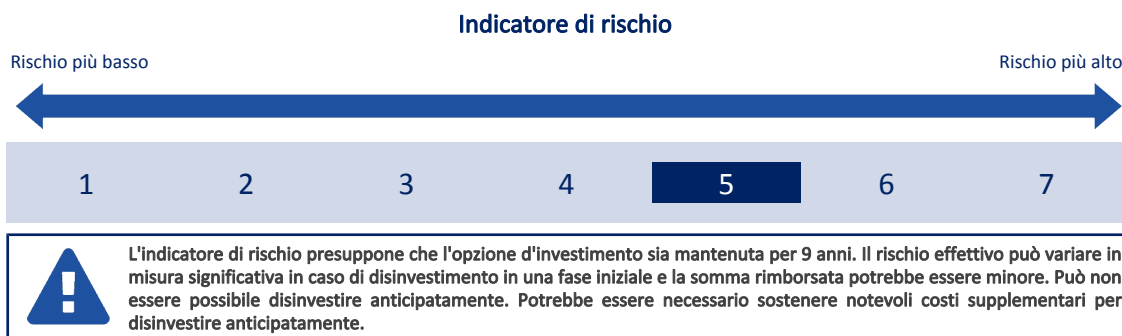 Indicatore di rischio
Rischio più basso
Rischio più alto
1 2 3 4 5 6 7
L'indicatore di rischio presuppone che l'opzione d'investimento sia mantenuta per 9 anni. Il rischio effettivo può variare in
misura significativa in caso di disinvestimento in una fase iniziale e la somma rimborsata potrebbe essere minore. Può non
essere possibile disinvestire anticipatamente. Potrebbe essere necessario sostenere notevoli costi supplementari per
disinvestire anticipatamente.